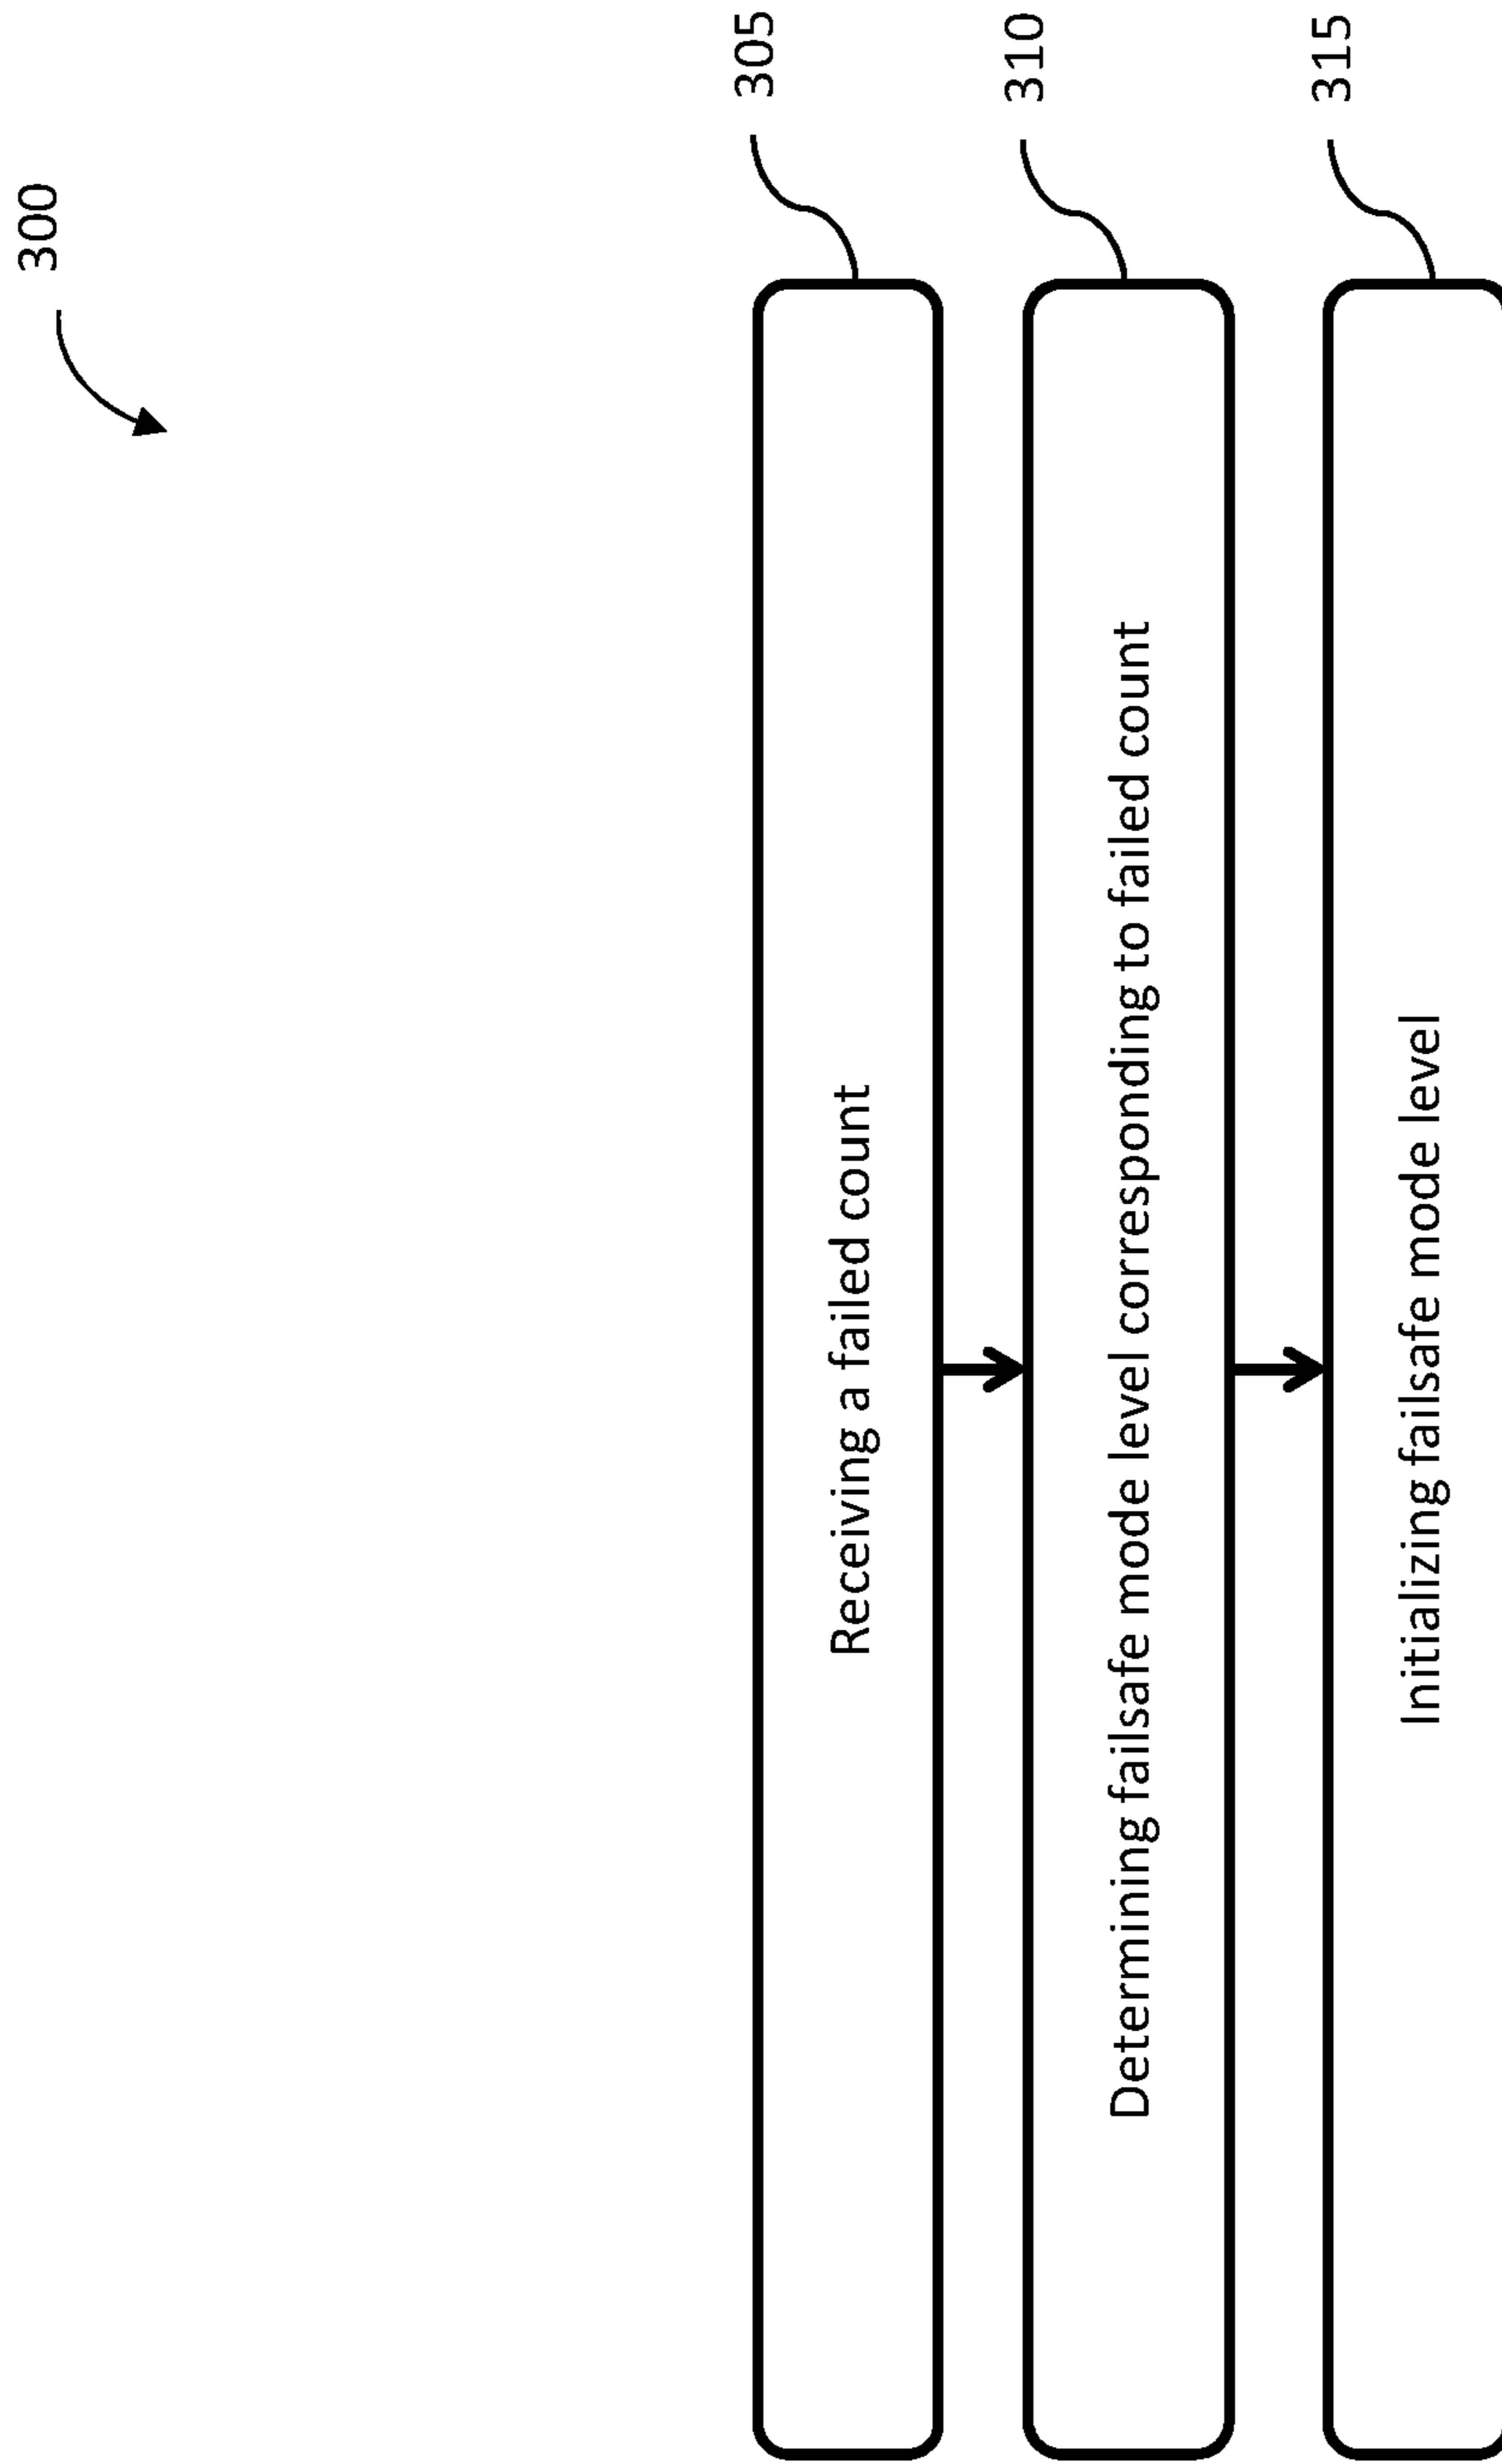 300
Receiving a failed count
305
Determining failsafe mode level corresponding to failed count
310
Initializing failsafe mode level
315